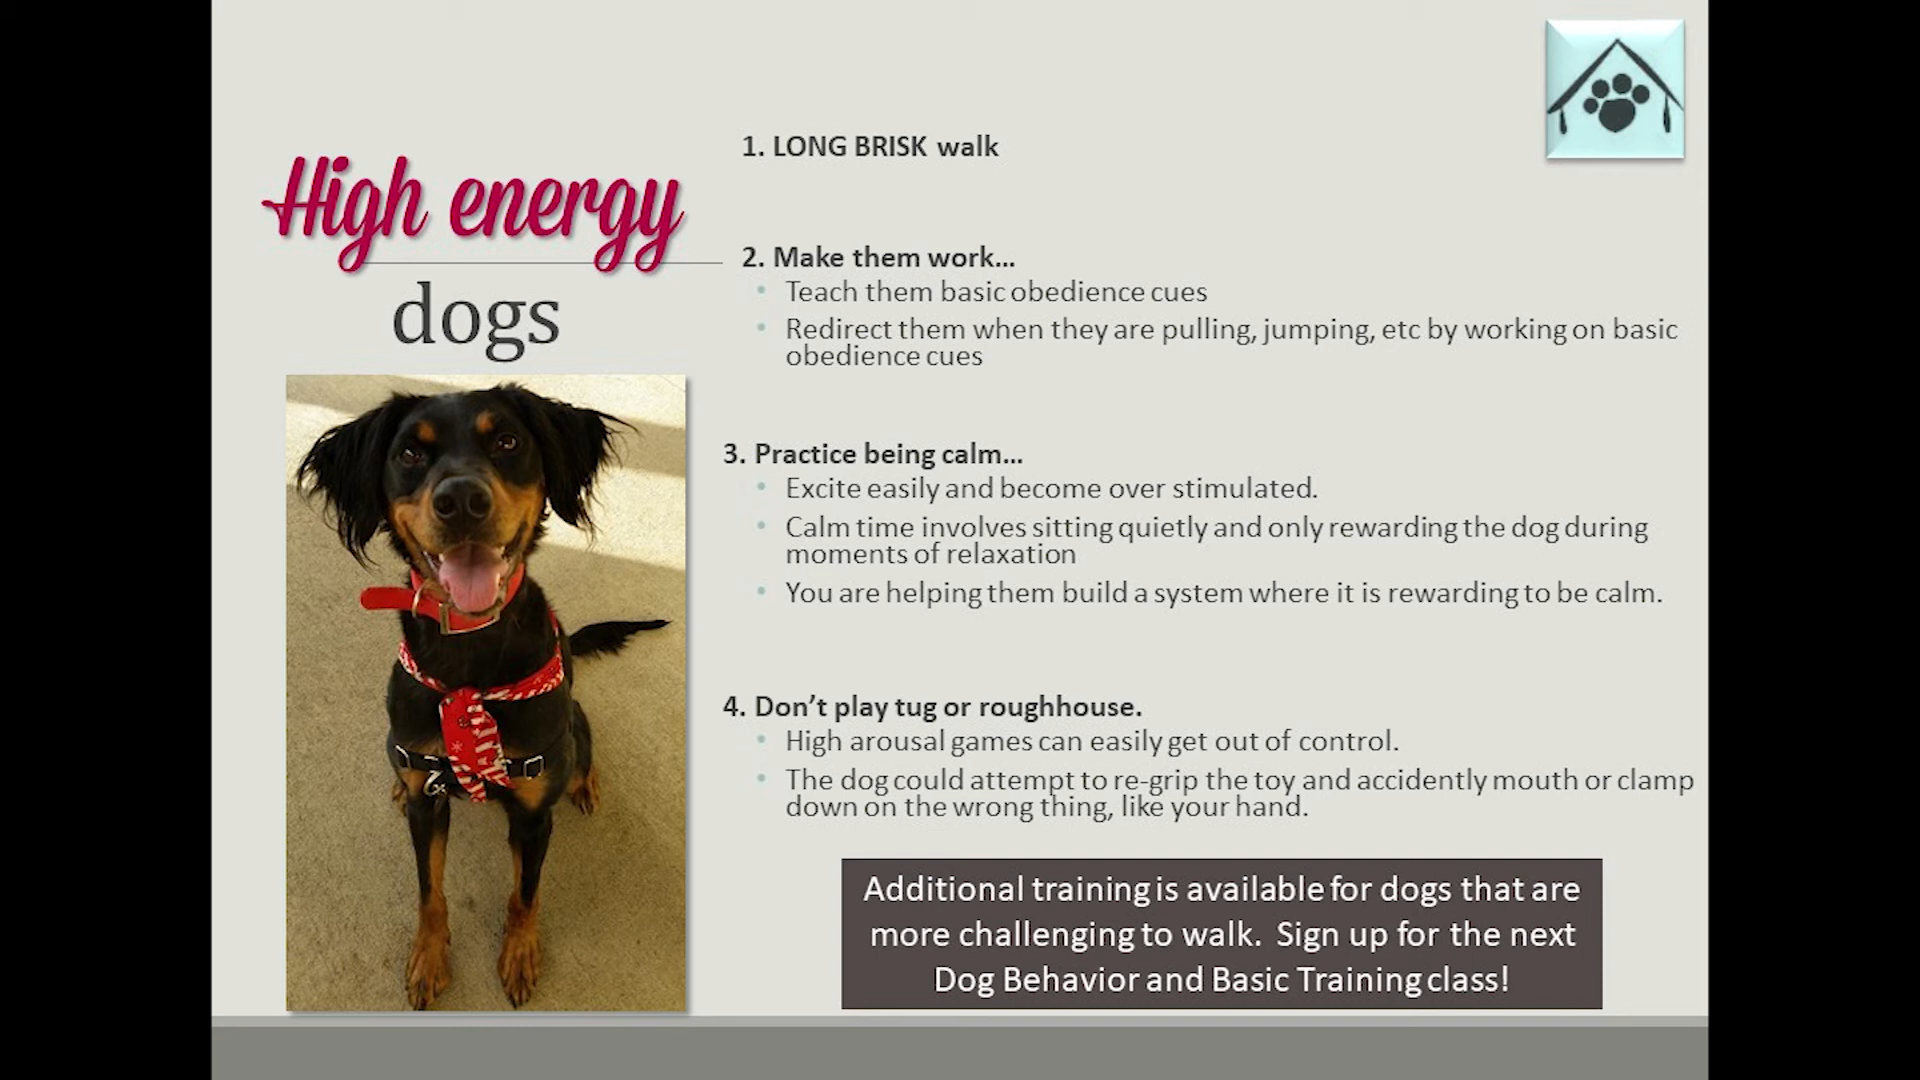 High energy
dogs
1. LONG BRISK walk
2. Make them work...
• Teach them basic obedience cues
• Redirect them when they are pulling, jumping, etc by working on basic
obedience cues
3. Practice being calm...
• Excite easily and become over stimulated.
• Calm time involves sitting quietly and only rewarding the dog during
moments of relaxation
• You are helping them build a system where it is rewarding to be calm.
4. Don’t play tug or roughhouse.
• High arousal games can easily get out of control.
• The dog could attempt to re-grip the toy and accidently mouth or clamp
down on the wrong thing, like your hand.
Additional training is available for dogs that are
more challenging to walk. Sign up for the next
Dog Behavior and Basic Training class!